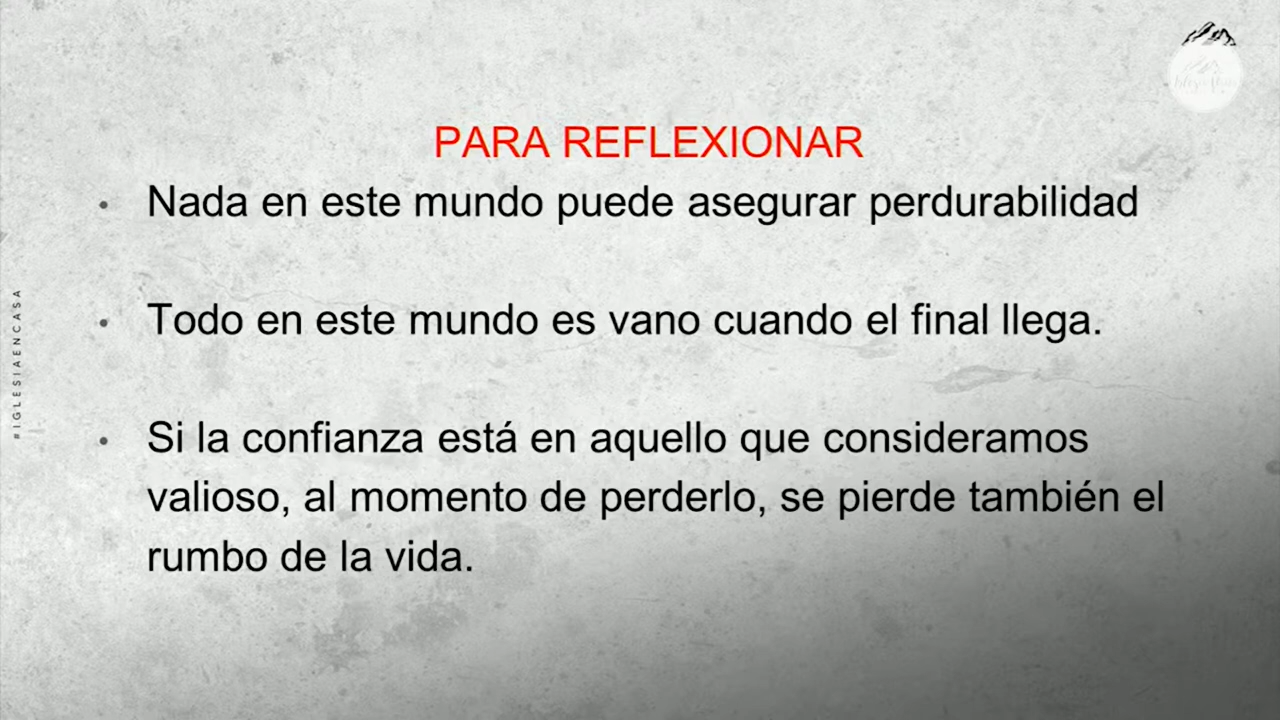 PARA REFLEXIONAR
• Nada en este mundo puede asegurar perdurabilidad
• Todo en este mundo es vano cuando el final llega.
• Si la confianza está en aquello que consideramos
valioso, al momento de perderlo, se pierde también el
rumbo de la vida.
#IGLESIAENCASA